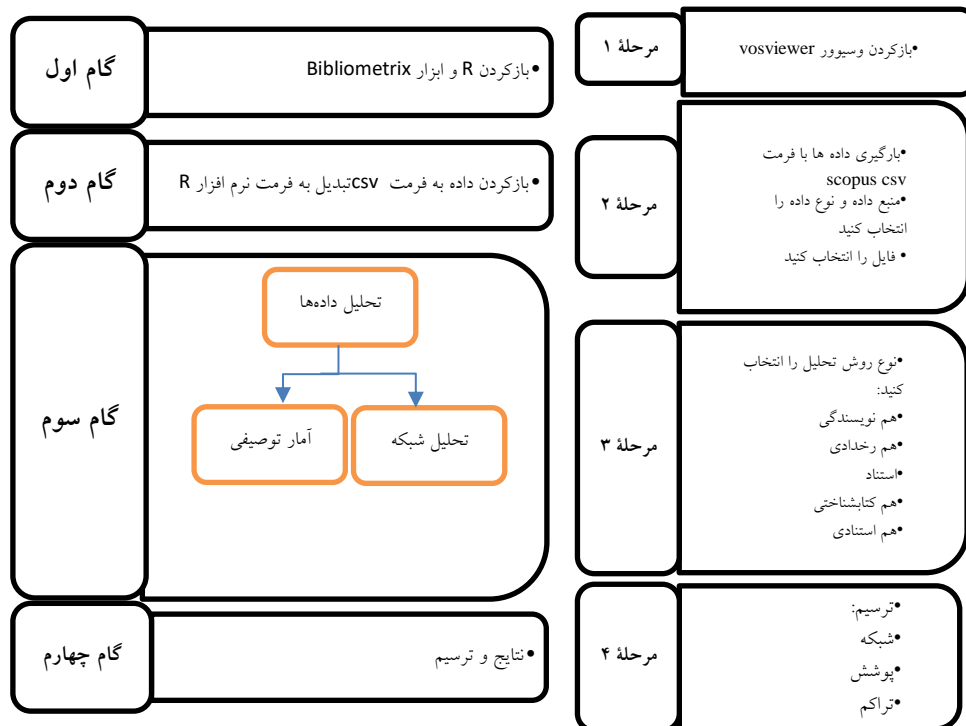 مرحلهٔ ۱
•بازکردن وسیوور vosviewer
مرحلهٔ ۲
•بارگیری داده ها با فرمت
scopus csv
•منبع داده و نوع داده را
انتخاب کنید
• فایل را انتخاب کنید
مرحلهٔ ۳
•نوع روش تحلیل را انتخاب
کنید:
•هم نویسندگی
•هم رخدادی
•استناد
•هم کتابشناختی
•هم استنادی
مرحلهٔ ۴
•ترسیم:
•شبکه
•پوشش
•تراکم
گام اول
•بازکردن R و ابزار Bibliometrix
گام دوم
•بازکردن داده به فرمت csvتبدیل به فرمت نرم افزار R
گام سوم
تحلیل داده‌ها
تحلیل شبکه
آمار توصیفی
گام چهارم
•نتایج و ترسیم